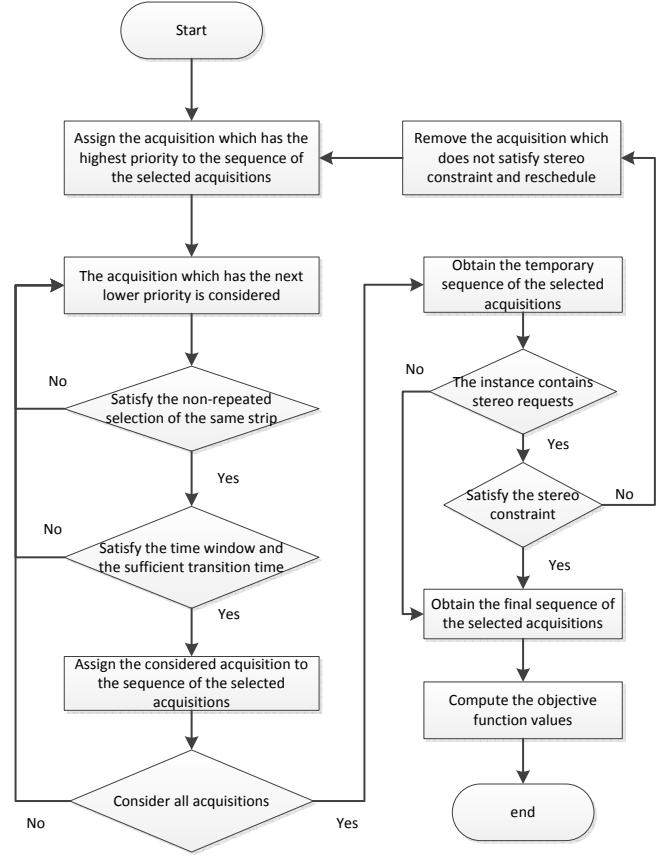 Start
Assign the acquisition which has the
highest priority to the sequence of
the selected acquisitions
Remove the acquisition which
does not satisfy stereo
constraint and reschedule
The acquisition which has the next
lower priority is considered
No
Satisfy the non-repeated
selection of the same strip
Yes
No
Satisfy the time window and
the sufficient transition time
Yes
Assign the considered acquisition to
the sequence of the selected
acquisitions
Consider all acquisitions
No
Yes
Obtain the temporary
sequence of the selected
acquisitions
No
The instance contains
stereo requests
Yes
Satisfy the stereo
constraint
No
Yes
Obtain the final sequence of
the selected acquisitions
Compute the objective
function values
end